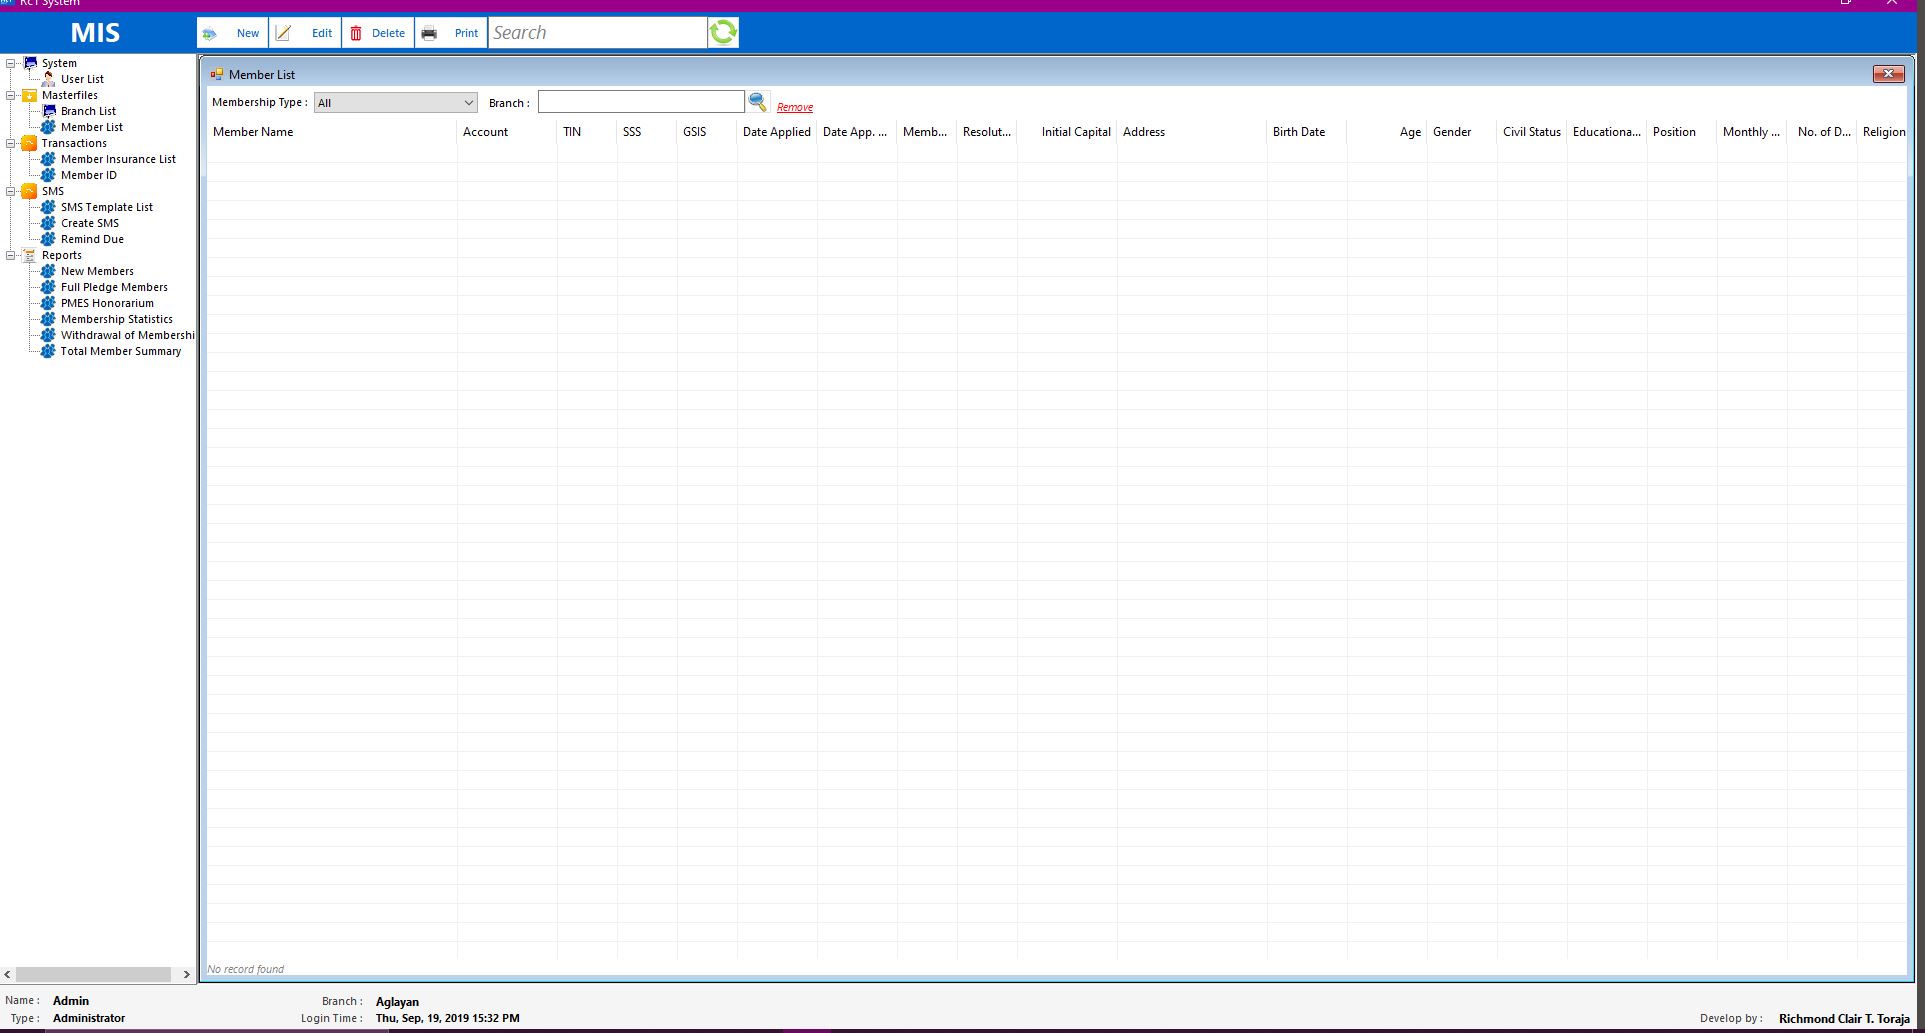 RCT System
MIS
New
Edit
Delete
Print
Search
System
User List
Masterfiles
Branch List
Member List
Transactions
Member Insurance List
Member ID
SMS
SMS Template List
Create SMS
Remind Due
Reports
New Members
Full Pledge Members
PMES Honorarium
Membership Statistics
Withdrawal of Membershi
Total Member Summary
Member List
Membership Type : All Branch : Remove
Member Name Account TIN SSS GSIS Date Applied Date App. ... Memb... Resolut... Initial Capital Address Birth Date Age Gender Civil Status Educationa... Position Monthly ... No. of D... Religion
No record found
Name : Admin Branch : Aglayan
Type : Administrator Login Time : Thu, Sep, 19, 2019 15:32 PM
Develop by : Richmond Clair T. Toraja